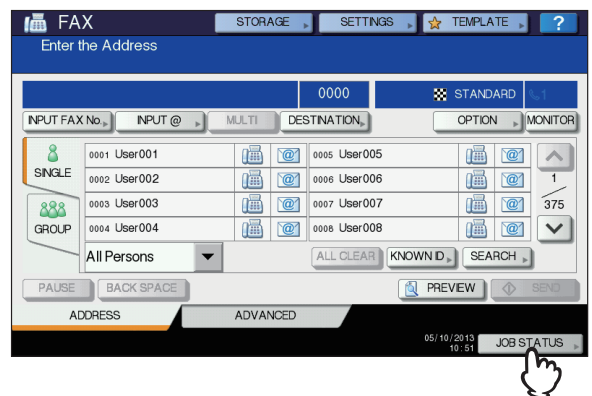 FAX
STORAGE
SETTINGS
TEMPLATE
?
Enter the Address
0000
STANDARD
1
INPUT FAX No.
INPUT @
MULTI
DESTINATION
OPTION
MONITOR
SINGLE
GROUP
0001 User001
0002 User002
0003 User003
0004 User004
0005 User005
0006 User006
0007 User007
0008 User008
1
375
All Persons
ALL CLEAR
KNOWN ID
SEARCH
PAUSE
BACK SPACE
PREVIEW
SEND
ADDRESS
ADVANCED
05/10/2013
10:51
JOB STATUS